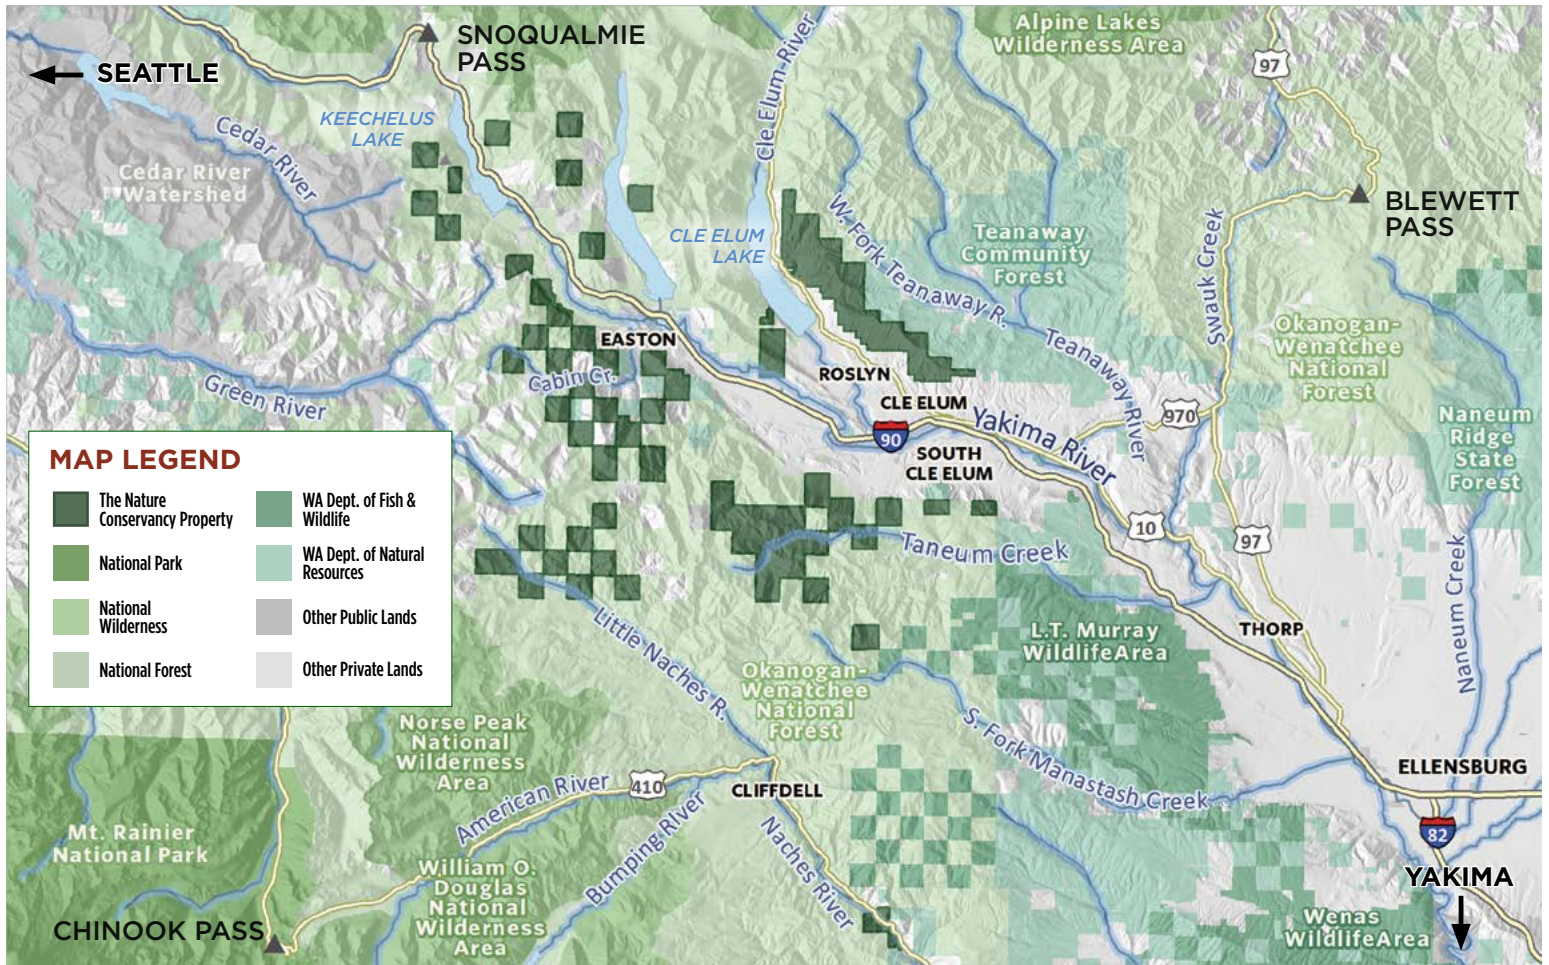 SNOQUALMIE
PASS
SEATTLE
Alpine Lakes
Wilderness Area
97
KEECHELUS
LAKE
Cle Elum River
Cedar River
Cedar River
Watershed
BLEWETT
PASS
CLE ELUM
LAKE
W. Fork Teanaway R.
Teanaway
Community
Forest
Swauk Creek
Okanogan-
Wenatchee
National
Forest
EASTON
Teanaway River
ROSLYN
Cabin Cr.
Green River
CLE ELUM
Yakima River
970
90
SOUTH
CLE ELUM
Naneum
Ridge
State
Forest
MAP LEGEND
The Nature
Conservancy Property
National Park
National
Wilderness
National Forest
WA Dept. of Fish &
Wildlife
WA Dept. of Natural
Resources
Other Public Lands
Other Private Lands
10
97
Taneum Creek
Naneum Creek
Little Naches R.
THORP
L.T. Murray
WildlifeArea
Okanogan-
Wenatchee
National
Forest
S. Fork Manastash Creek
Norse Peak
National
Wilderness
Area
American River
410
CLIFFDELL
ELLENSBURG
82
Mt. Rainier
National Park
Bumping River
Naches River
William O.
Douglas
National
Wilderness
Area
YAKIMA
CHINOOK PASS
Wenas
WildlifeArea